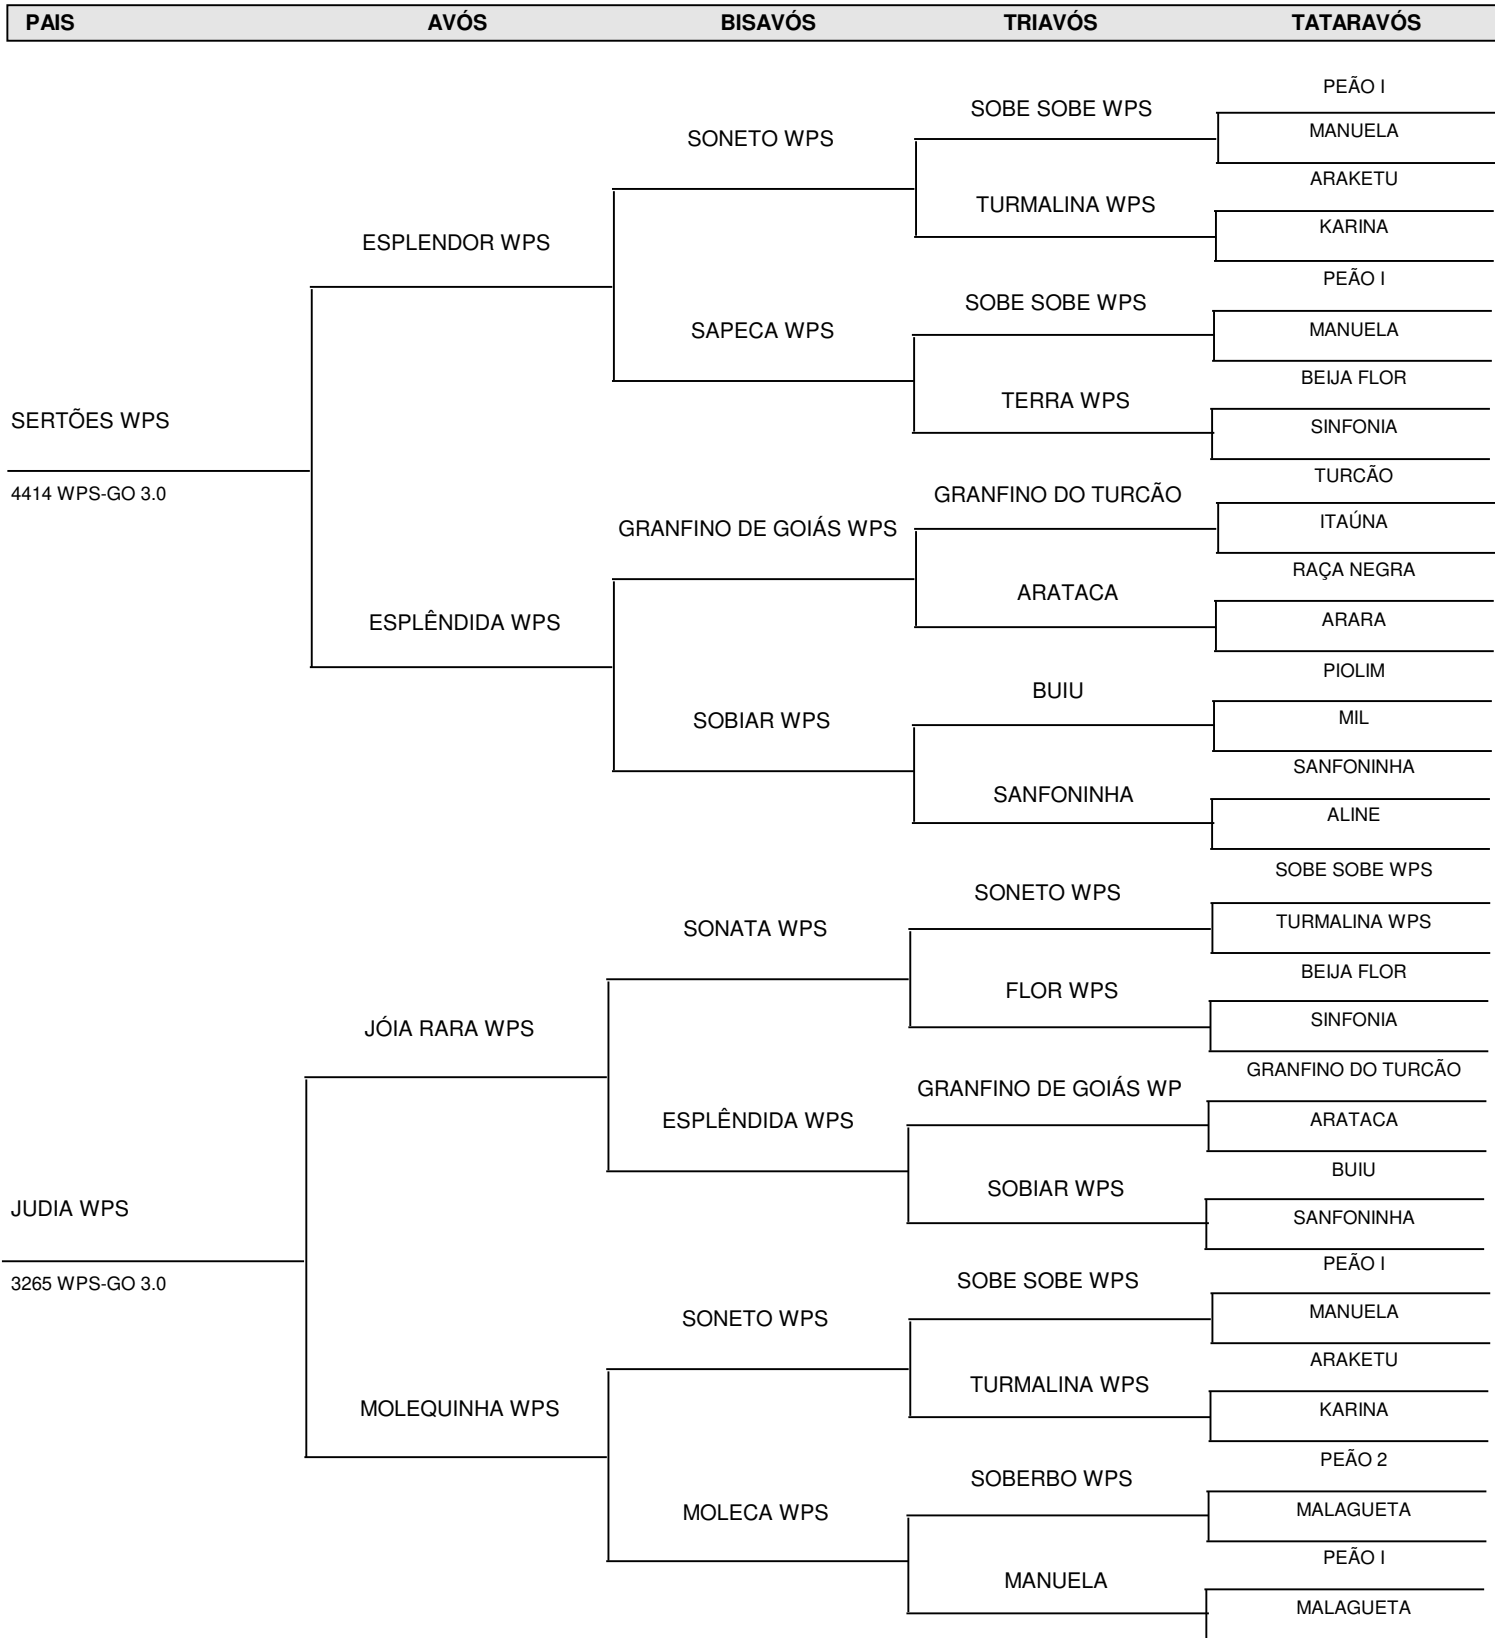 PAIS AVÓS BISAVÓS TRIAVÓS TATARAVÓS
PEÃO I
SOBE SOBE WPS
MANUELA
SONETO WPS
ARAKETU
TURMALINA WPS
KARINA
ESPLENDOR WPS
PEÃO I
SOBE SOBE WPS
MANUELA
SAPECA WPS
BEIJA FLOR
TERRA WPS
SINFONIA
SERTÕES WPS
4414 WPS-GO 3.0
TURCÃO
GRANFINO DO TURCÃO
ITAÚNA
GRANFINO DE GOIÁS WPS
RAÇA NEGRA
ARATACA
ARARA
ESPLÊNDIDA WPS
PIOLIM
BUIU
MIL
SOBIAR WPS
SANFONINHA
SANFONINHA
ALINE
SOBE SOBE WPS
SONETO WPS
TURMALINA WPS
SONATA WPS
BEIJA FLOR
FLOR WPS
SINFONIA
JÓIA RARA WPS
GRANFINO DO TURCÃO
GRANFINO DE GOIÁS WP
ARATACA
ESPLÊNDIDA WPS
BUIU
SOBIAR WPS
SANFONINHA
JUDIA WPS
3265 WPS-GO 3.0
PEÃO I
SOBE SOBE WPS
MANUELA
SONETO WPS
ARAKETU
TURMALINA WPS
KARINA
MOLEQUINHA WPS
PEÃO 2
SOBERBO WPS
MALAGUETA
MOLECA WPS
PEÃO I
MANUELA
MALAGUETA